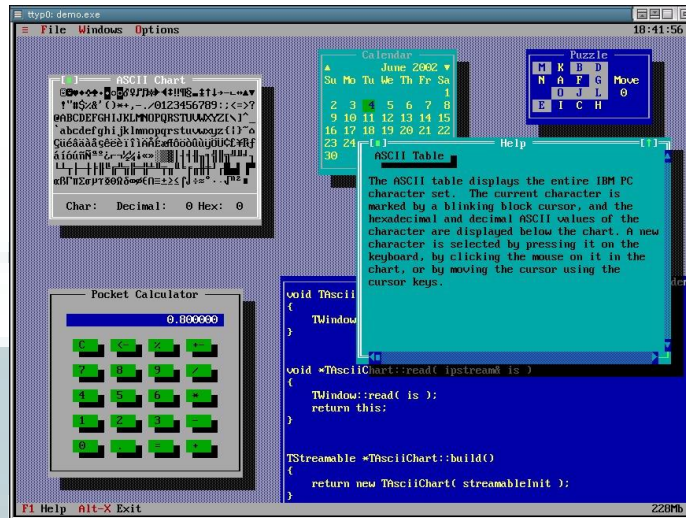 ttyp0: demo.exe
≡ File Windows Options 18:41:56
ASCII Chart
!"#$%&'()*+,-./0123456789:;<=>?
@ABCDEFGHIJKLMNOPQRSTUVWXYZ[\]^_
`abcdefghijklmnopqrstuvwxyz{|}~
Char: Decimal: 0 Hex: 0
Calendar
June 2002
Su Mo Tu We Th Fr Sa
1
2 3 4 5 6 7 8
9 10 11 12 13 14 15
16 17 18 19 20 21 22
23 24
30
Puzzle
M K B D
N A F G Move
O J L 0
E I C H
Help
ASCII Table
The ASCII table displays the entire IBM PC
character set. The current character is
marked by a blinking block cursor, and the
hexadecimal and decimal ASCII values of the
character are displayed below the chart. A new
character is selected by pressing it on the
keyboard, by clicking the mouse on it in the
chart, or by moving the cursor using the
cursor keys.
Pocket Calculator
0.800000
C <- % +-
7 8 9 /
4 5 6 *
1 2 3 -
0 . = +
void TAscii
{
TWindow
}
void *TAsciiChart::read( ipstream& is )
{
TWindow::read( is );
return this;
}
TStreamable *TAsciiChart::build()
{
return new TAsciiChart( streamableInit );
}
F1 Help Alt-X Exit 228Mb